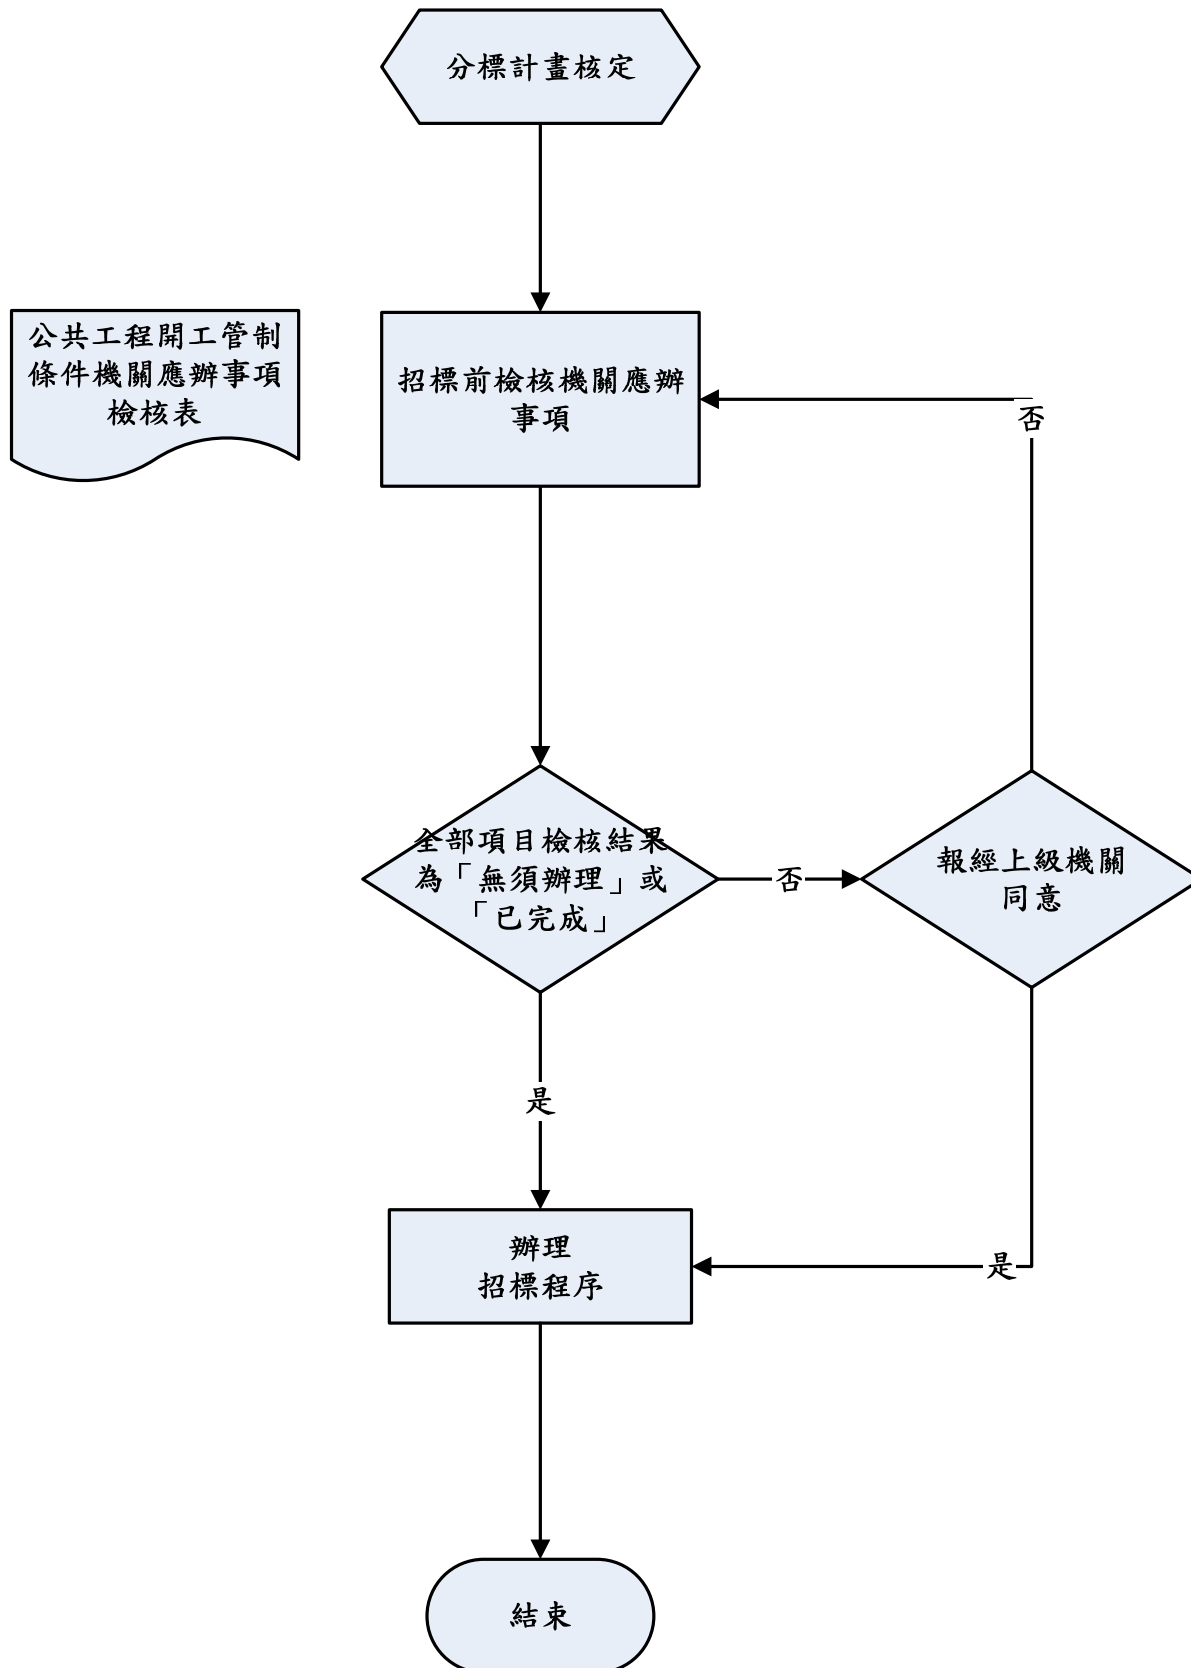 分標計畫核定
公共工程開工管制
條件機關應辦事項
檢核表
招標前檢核機關應辦
事項
否
全部項目檢核結果
為「無須辦理」或
「已完成」
否
報經上級機關
同意
是
辦理
招標程序
是
結束